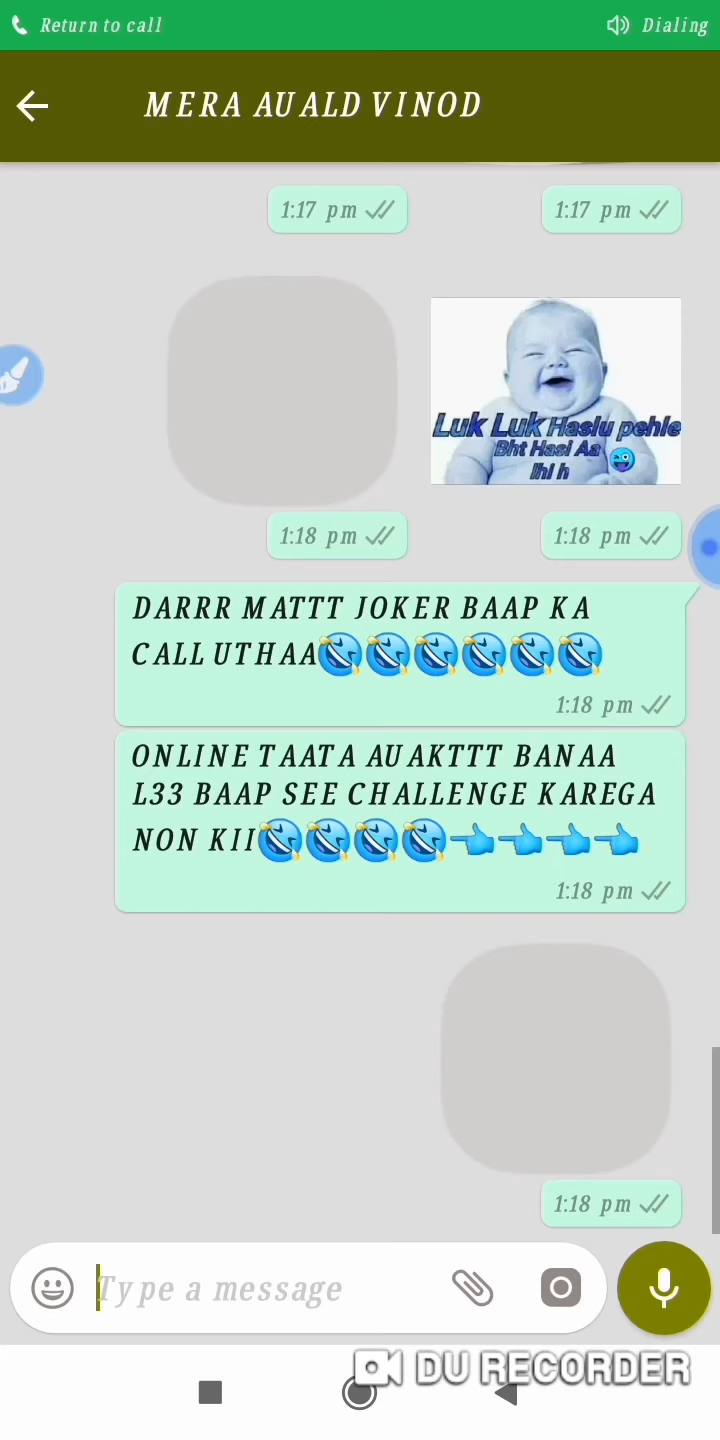 Return to call
Dialing
MERA AUALD VINOD
1:17 pm
1:17 pm
Luk Luk Haslu pehle
Bht Hasi Aa
Ihi h
1:18 pm
1:18 pm
DARRR MATTT JOKER BAAP KA
CALL UTHAA🤣🤣🤣🤣🤣🤣
1:18 pm
ONLINE TAATA AUAKTTT BANAA
L33 BAAP SEE CHALLENGE KAREGA
NON KII🤣🤣🤣🤣👈👈👈👈
1:18 pm
1:18 pm
Type a message
DU RECORDER